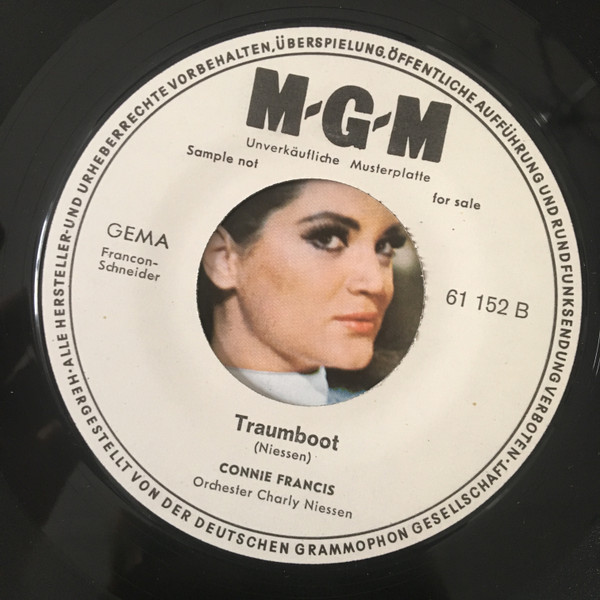 M-G-M
Unverkäufliche Musterplatte
Sample not for sale
GEMA
Francon-
Schneider
61 152 B
Traumboot
(Niessen)
CONNIE FRANCIS
Orchester Charly Niessen
·ALLE HERSTELLER- UND URHEBERRECHTE VORBEHALTEN, ÜBERSPIELUNG, ÖFFENTLICHE AUFFÜHRUNG UND RUNDFUNKSENDUNG VERBOTEN·
HERGESTELLT VON DER DEUTSCHEN GRAMMOPHON GESELLSCHAFT·